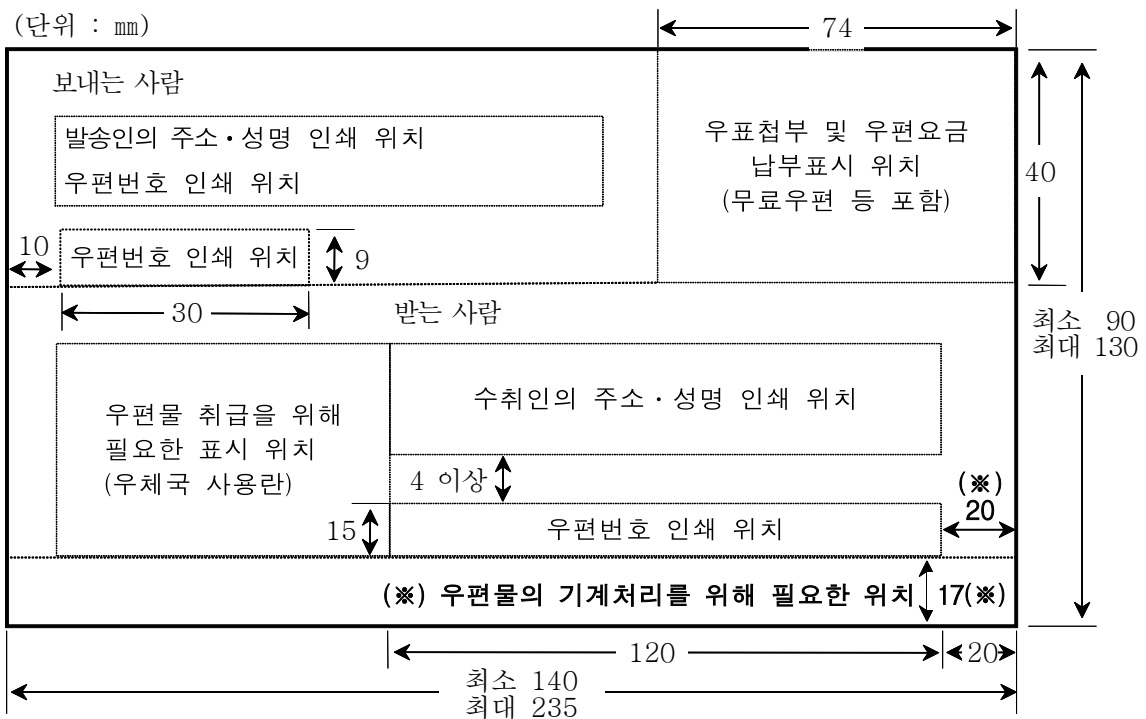 (단위 : ㎜)
74
보내는 사람
발송인의 주소·성명 인쇄 위치
우편번호 인쇄 위치
우표첩부 및 우편요금
납부표시 위치
(무료우편 등 포함)
40
10
우편번호 인쇄 위치
9
30
받는 사람
최소 90
최대 130
우편물 취급을 위해
필요한 표시 위치
(우체국 사용란)
수취인의 주소·성명 인쇄 위치
4 이상
(※)
20
15
우편번호 인쇄 위치
(※) 우편물의 기계처리를 위해 필요한 위치
17(※)
120
20
최소 140
최대 235